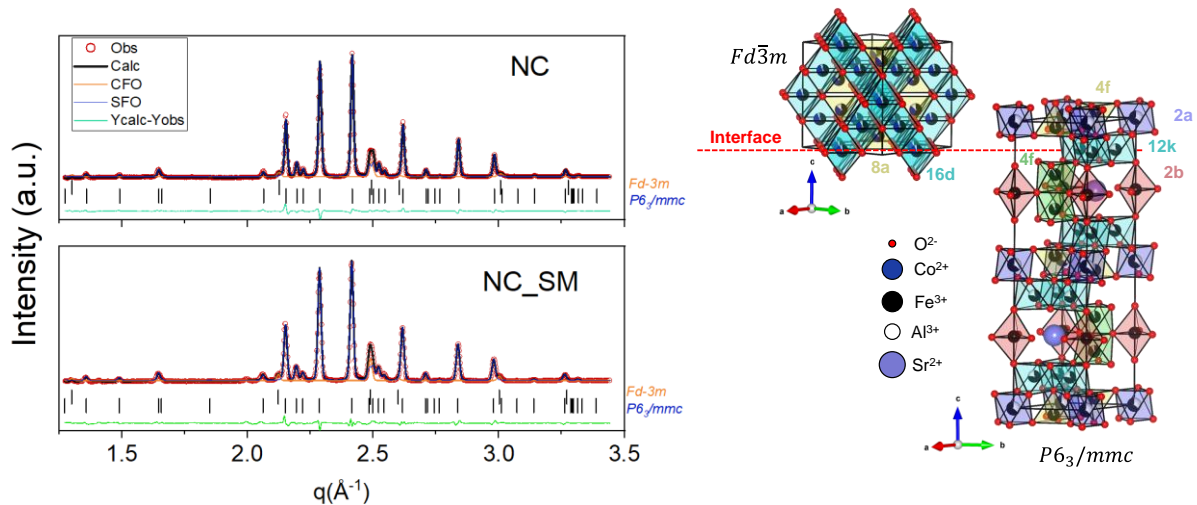 Obs
Calc
CFO
SFO
Ycalc-Yobs
NC
Fd-3m
P6₃/mmc
NC_SM
Fd-3m
P6₃/mmc
Intensity (a.u.)
1.5 2.0 2.5 3.0 3.5
q(Å⁻¹)
Fd3̅m
Interface
8a
16d
c
a
b
O²⁻
Co²⁺
Fe³⁺
Al³⁺
Sr²⁺
4f
2a
12k
4f
2b
c
a
b
P6₃/mmc